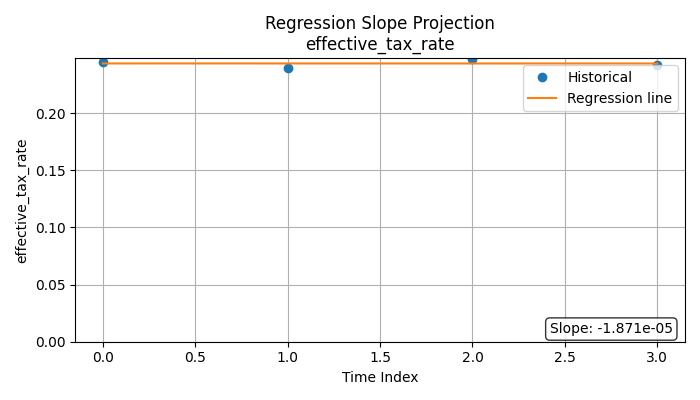 Regression Slope Projection
effective_tax_rate
Historical
Regression line
effective_tax_rate
0.20
0.15
0.10
0.05
0.00
Slope: -1.871e-05
0.0 0.5 1.0 1.5 2.0 2.5 3.0
Time Index